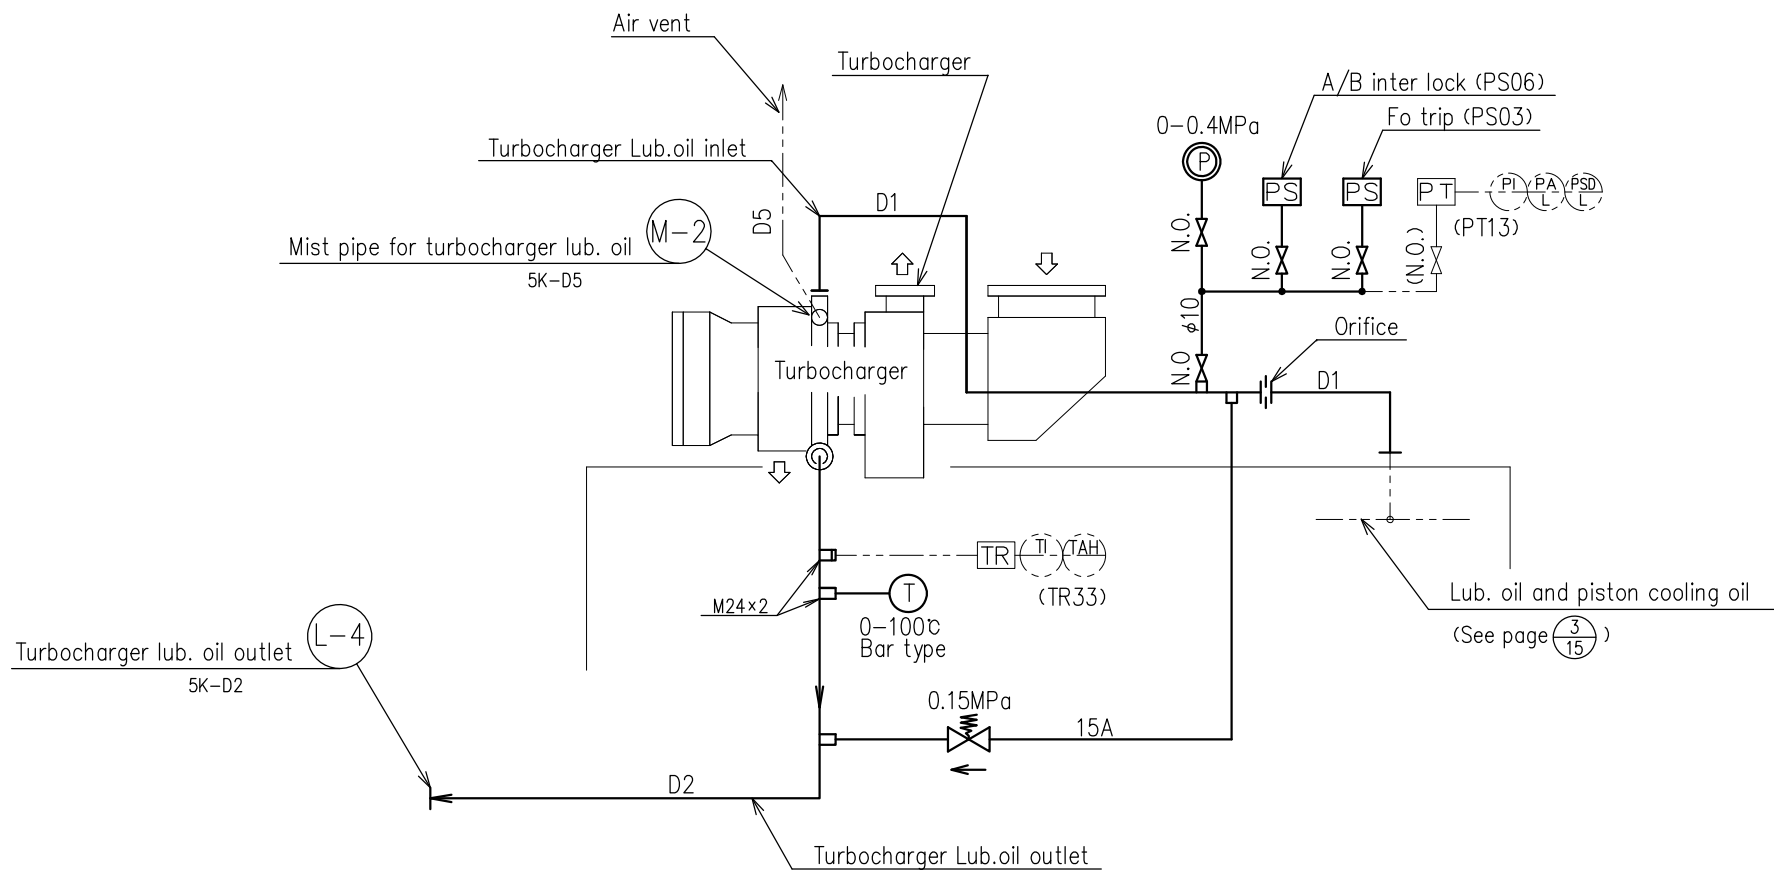 Air vent
Turbocharger
A/B inter lock (PS06)
Fo trip (PS03)
0-0.4MPa
Turbocharger Lub.oil inlet
P
PS
PS
PT
PI
PA
L
PSD
L
(PT13)
D1
D5
M-2
Mist pipe for turbocharger lub. oil
5K-D5
N.O.
N.O.
N.O.
(N.O.)
φ10
N.O
Orifice
D1
Turbocharger
TR
TI
TAH
(TR33)
M24×2
T
0-100℃
Bar type
Lub. oil and piston cooling oil
(See page 3/15)
L-4
Turbocharger lub. oil outlet
5K-D2
0.15MPa
15A
D2
Turbocharger Lub.oil outlet